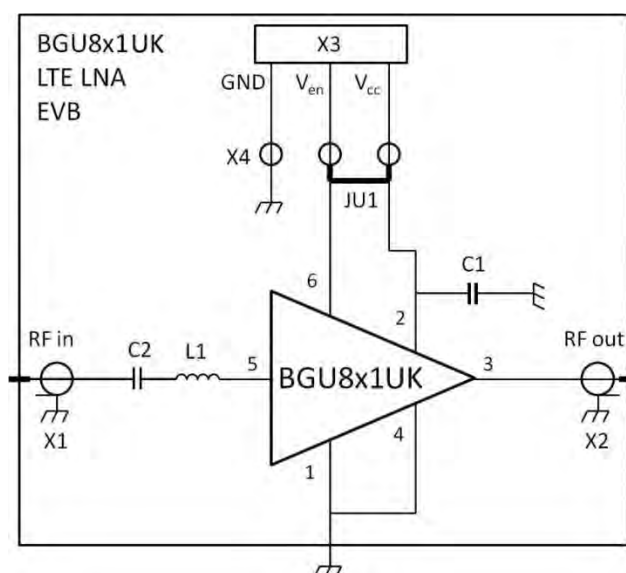 BGU8x1UK
LTE LNA
EVB
X3
GND
Ven
Vcc
X4
JU1
6
C1
2
RF in
C2
L1
5
BGU8x1UK
3
RF out
X1
4
X2
1